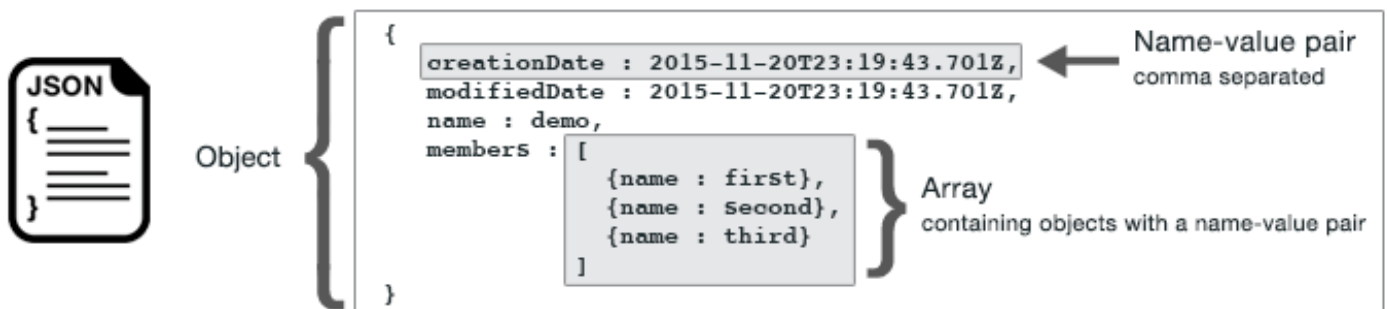 JSON
{
}
Object
{
creationDate : 2015-11-20T23:19:43.701Z,
modifiedDate : 2015-11-20T23:19:43.701Z,
name : demo,
members : [
{name : first},
{name : second},
{name : third}
]
}
Name-value pair
comma separated
Array
containing objects with a name-value pair